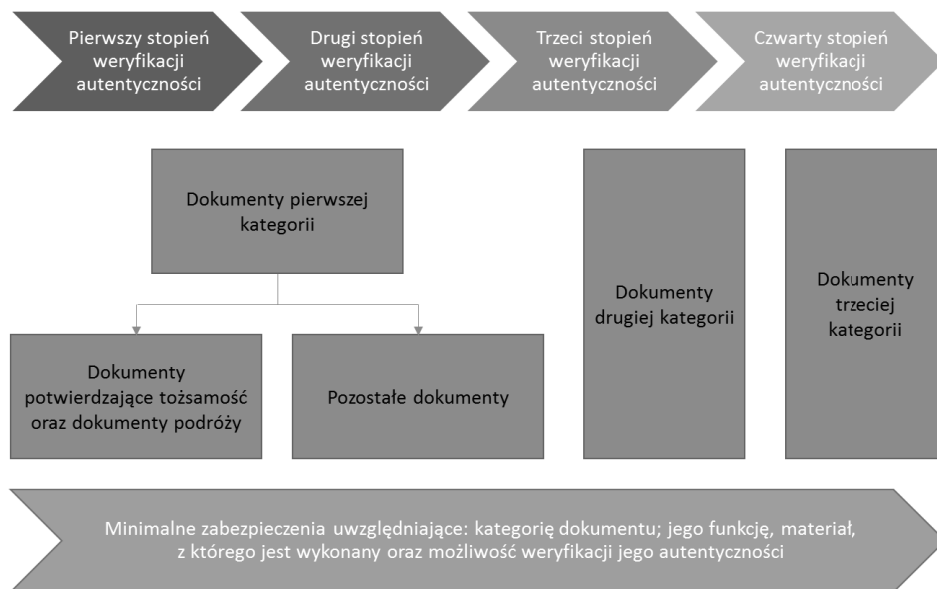 Pierwszy stopień
weryfikacji
autentyczności
Drugi stopień
weryfikacji
autentyczności
Trzeci stopień
weryfikacji
autentyczności
Czwarty stopień
weryfikacji
autentyczności
Dokumenty pierwszej
kategorii
Dokumenty
potwierdzające tożsamość
oraz dokumenty podróży
Pozostałe dokumenty
Dokumenty
drugiej kategorii
Dokumenty
trzeciej
kategorii
Minimalne zabezpieczenia uwzględniające: kategorię dokumentu; jego funkcję, materiał,
z którego jest wykonany oraz możliwość weryfikacji jego autentyczności